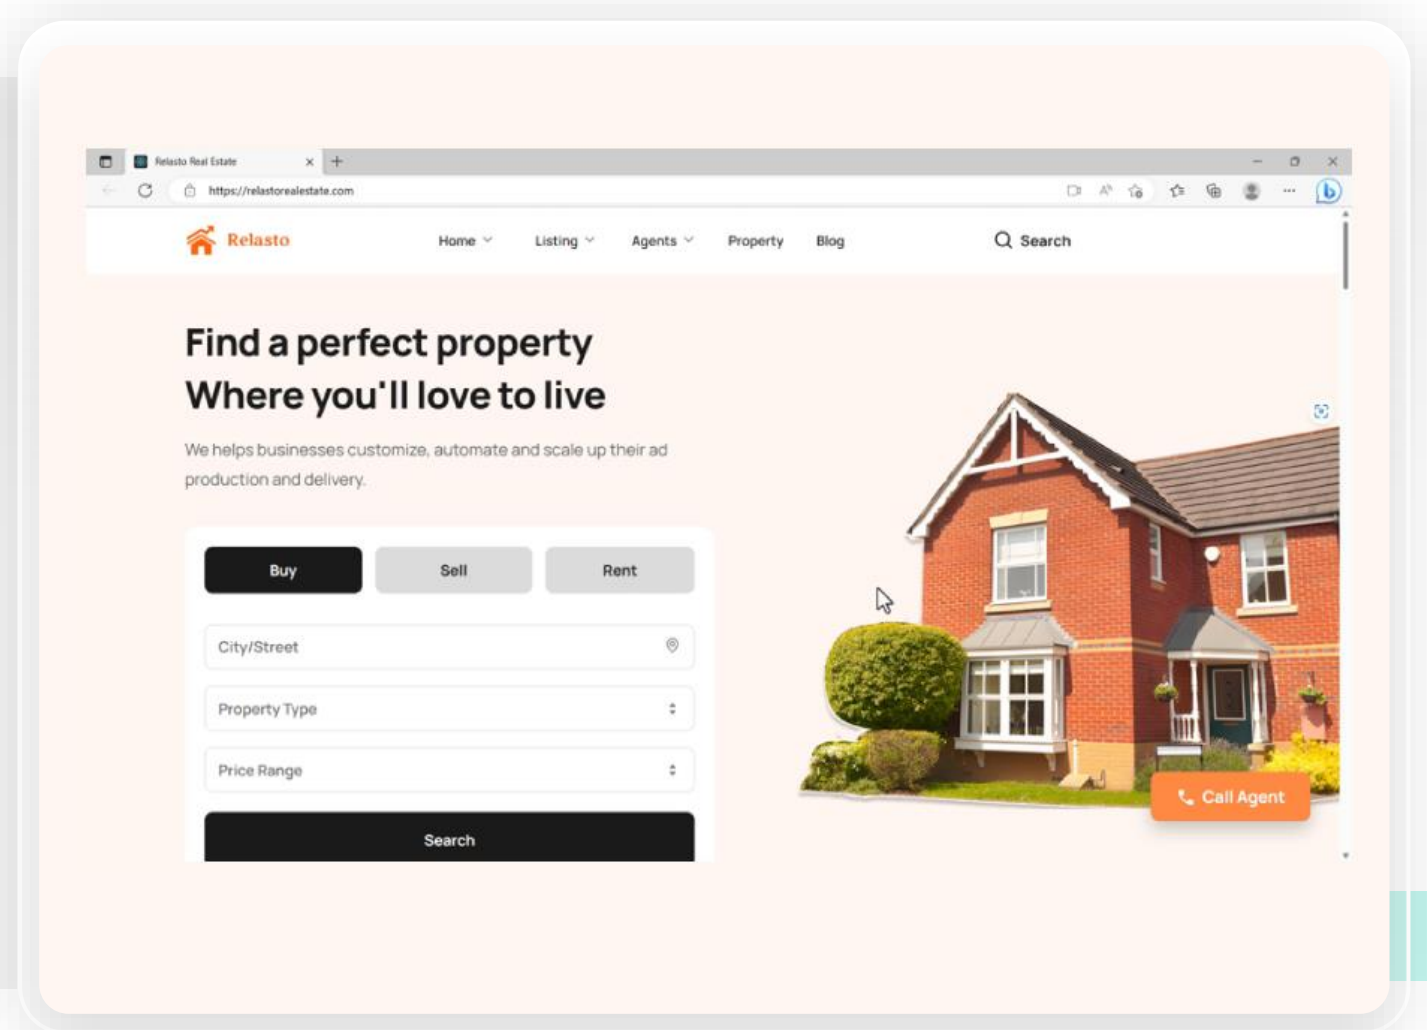 Relasto Real Estate
https://relastorealestate.com
Relasto
Home
Listing
Agents
Property
Blog
Search
Find a perfect property
Where you'll love to live
We helps businesses customize, automate and scale up their ad
production and delivery.
Buy
Sell
Rent
City/Street
Property Type
Price Range
Search
Call Agent